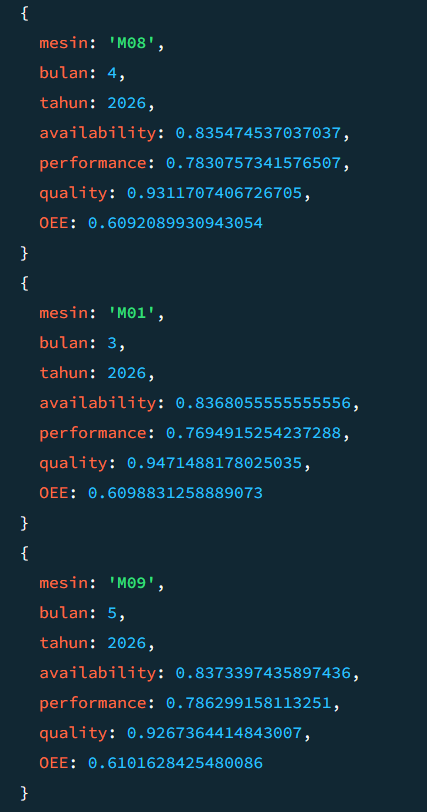 {
mesin: 'M08',
bulan: 4,
tahun: 2026,
availability: 0.835474537037037,
performance: 0.7830757341576507,
quality: 0.9311707406726705,
OEE: 0.6092089930943054
}
{
mesin: 'M01',
bulan: 3,
tahun: 2026,
availability: 0.8368055555555556,
performance: 0.7694915254237288,
quality: 0.9471488178025035,
OEE: 0.6098831258889073
}
{
mesin: 'M09',
bulan: 5,
tahun: 2026,
availability: 0.8373397435897436,
performance: 0.786299158113251,
quality: 0.9267364414843007,
OEE: 0.6101628425480086
}